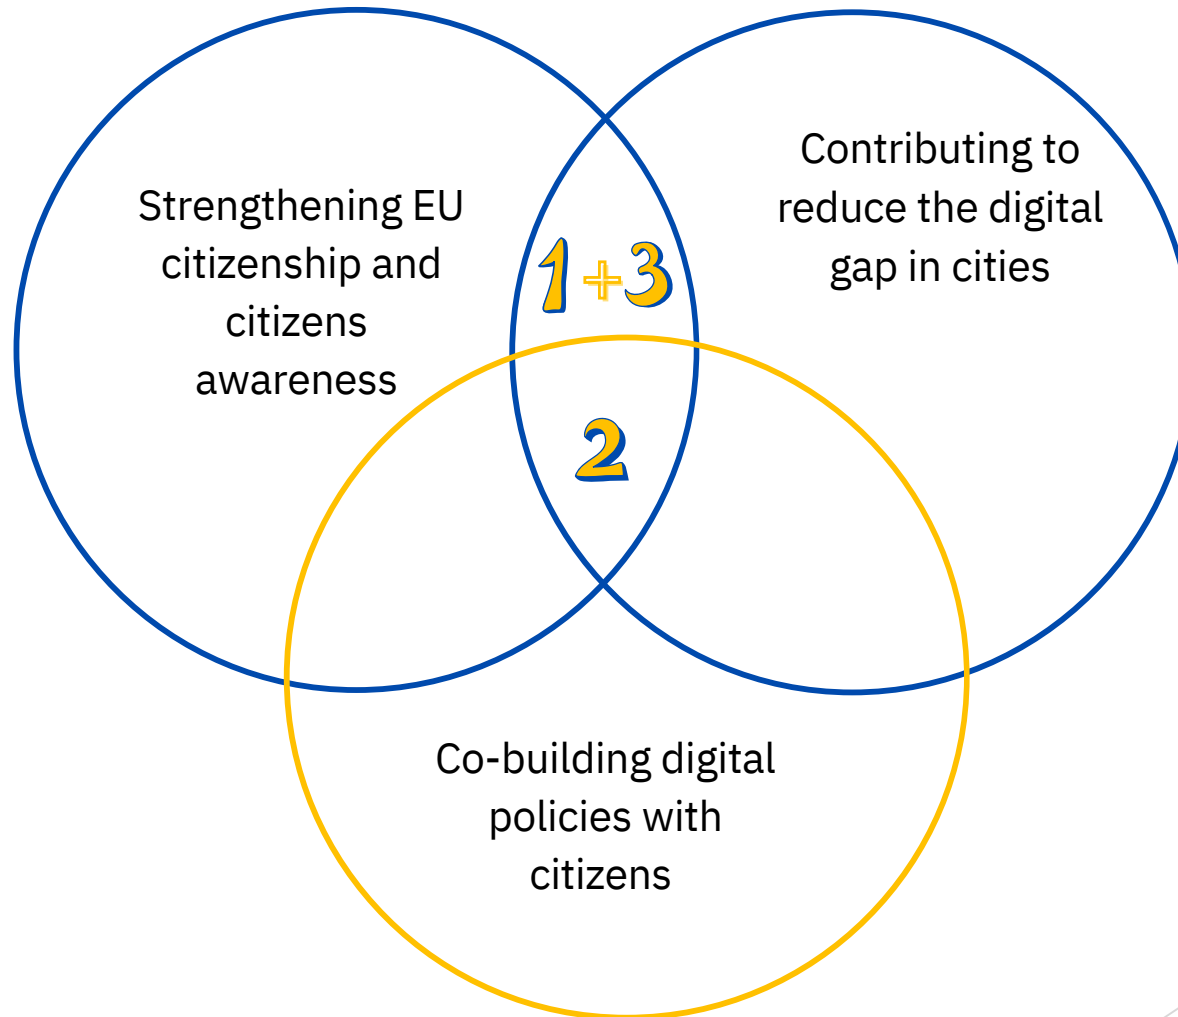 Strengthening EU
citizenship and
citizens
awareness
1+3
Contributing to
reduce the digital
gap in cities
2
Co-building digital
policies with
citizens